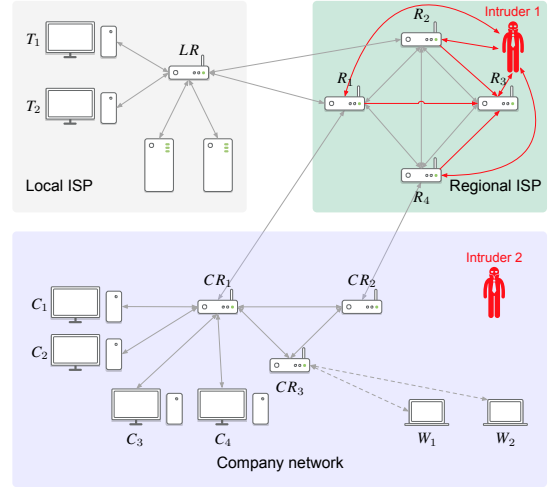 Intruder 1
T₁
LR
R₂
R₁
R₃
T₂
Local ISP
R₄
Regional ISP
Intruder 2
CR₁
CR₂
C₁
C₂
CR₃
C₃
C₄
W₁
W₂
Company network